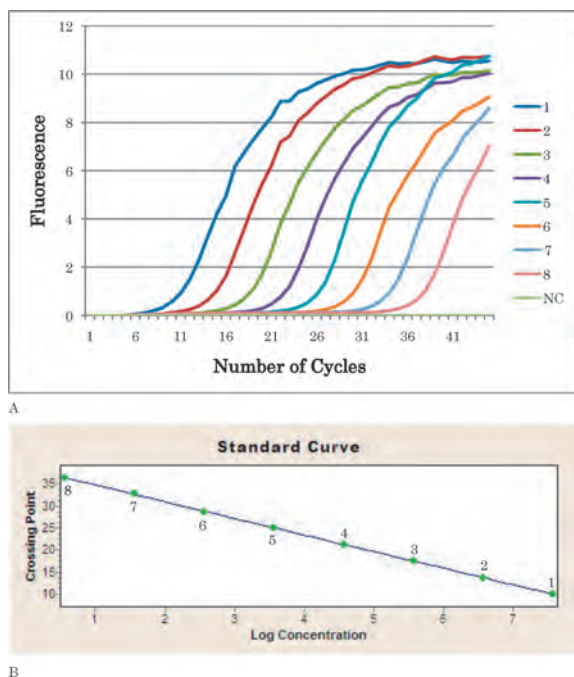 12
10
8
6
4
2
0
Fluorescence
1 6 11 16 21 26 31 36 41
Number of Cycles
1
2
3
4
5
6
7
8
NC
A
Standard Curve
35
30
25
20
15
10
Crossing Point
8
7
6
5
4
3
2
1
1 2 3 4 5 6 7
Log Concentration
B